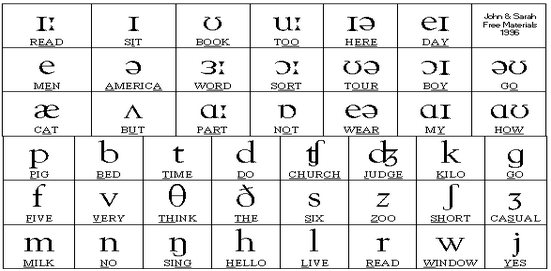 ɪː ɪ ʊ uː ɪə eɪ John & Sarah
Free Materials
1996
READ SIT BOOK TOO HERE DAY
e ə ɜː ɔː ʊə ɔɪ əʊ
MEN AMERICA WORD SORT TOUR BOY GO
æ ʌ ɑː ɒ eə ɑɪ ɑʊ
CAT BUT PART NOT WEAR MY HOW
p b t d ʧ ʤ k g
PIG BED TIME DO CHURCH JUDGE KILO GO
f v θ ð s z ʃ ʒ
FIVE VERY THINK THE SIX ZOO SHORT CASUAL
m n ŋ h l r w j
MILK NO SING HELLO LIVE READ WINDOW YES